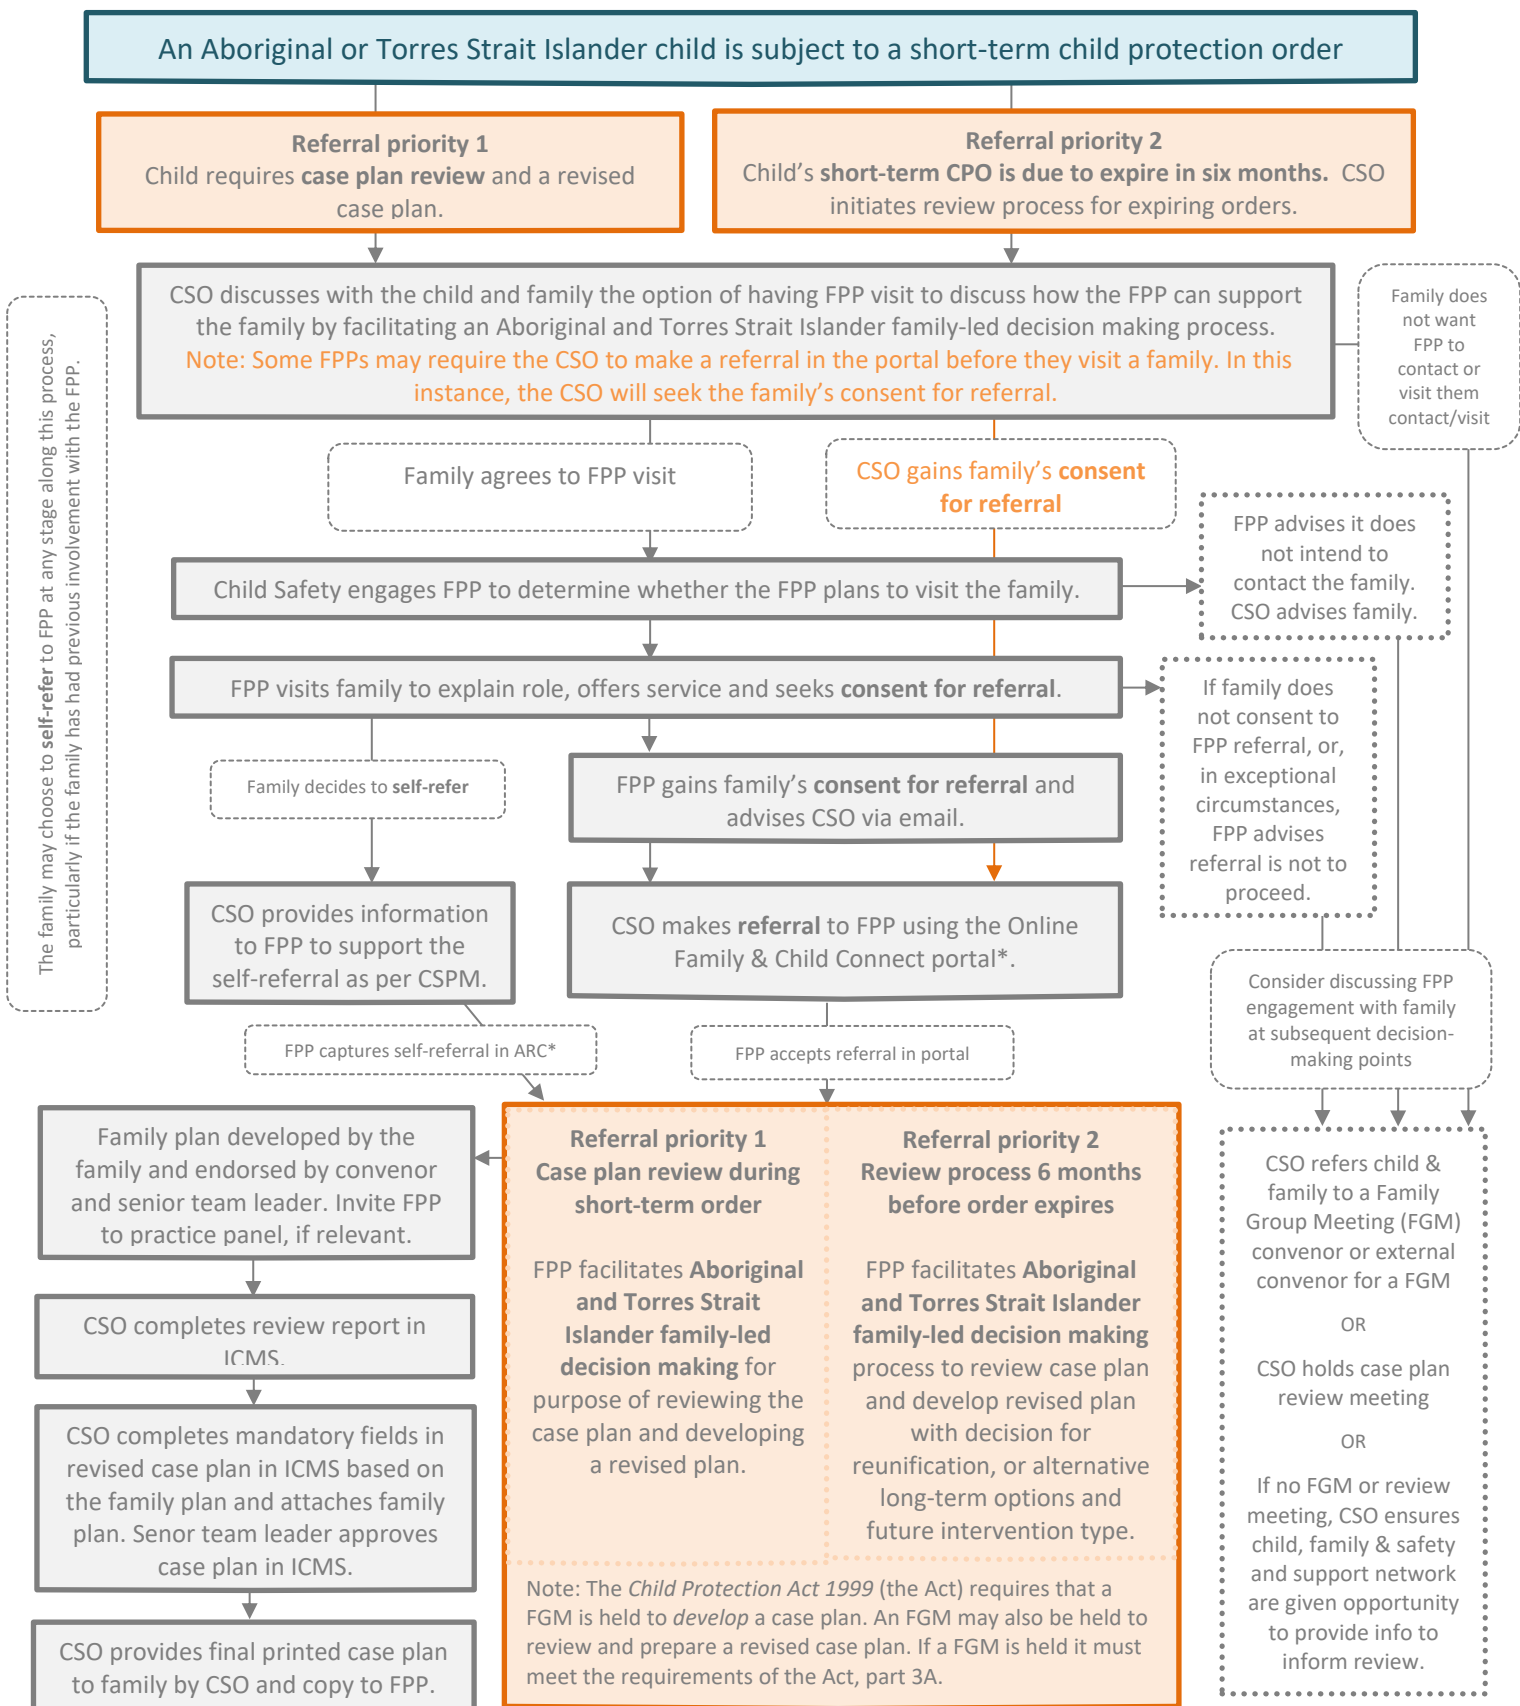 An Aboriginal or Torres Strait Islander child is subject to a short-term child protection order
Referral priority 1
Child requires case plan review and a revised
case plan.
Referral priority 2
Child's short-term CPO is due to expire in six months.  CSO
initiates review process for expiring orders.
CSO discusses with the child and family the option of having FPP visit to discuss how the FPP can support
the family by facilitating an Aboriginal and Torres Strait Islander family-led decision making process.
Note: Some FPPs may require the CSO to make a referral in the portal before they visit a family. In this
instance, the CSO will seek the family's consent for referral.
Family does
not want
FPP to
contact or
visit them
contact/visit
The family may choose to self-refer to FPP at any stage along this process,
particularly if the family has had previous involvement with the FPP.
Family agrees to FPP visit
CSO gains family's consent
for referral
FPP advises it does
not intend to
contact the family.
CSO advises family.
Child Safety engages FPP to determine whether the FPP plans to visit the family.
FPP visits family to explain role, offers service and seeks consent for referral.
If family does
not consent to
FPP referral, or,
in exceptional
circumstances,
FPP advises
referral is not to
proceed.
Family decides to self-refer
FPP gains family's consent for referral and
advises CSO via email.
CSO provides information
to FPP to support the
self-referral as per CSPM.
CSO makes referral to FPP using the Online
Family & Child Connect portal*.
Consider discussing FPP
engagement with family
at subsequent decision-
making points
FPP captures self-referral in ARC*
FPP accepts referral in portal
Family plan developed by the
family and endorsed by convenor
and senior team leader. Invite FPP
to practice panel, if relevant.
CSO completes review report in
ICMS.
CSO completes mandatory fields in
revised case plan in ICMS based on
the family plan and attaches family
plan. Senor team leader approves
case plan in ICMS.
CSO provides final printed case plan
to family by CSO and copy to FPP.
Referral priority 1
Case plan review during
short-term order
FPP facilitates Aboriginal
and Torres Strait
Islander family-led
decision making for
purpose of reviewing the
case plan and developing
a revised plan.
Referral priority 2
Review process 6 months
before order expires
FPP facilitates Aboriginal
and Torres Strait Islander
family-led decision making
process to review case plan
and develop revised plan
with decision for
reunification, or alternative
long-term options and
future intervention type.
Note: The Child Protection Act 1999 (the Act) requires that a
FGM is held to develop a case plan. An FGM may also be held to
review and prepare a revised case plan. If a FGM is held it must
meet the requirements of the Act, part 3A.
CSO refers child &
family to a Family
Group Meeting (FGM)
convenor or external
convenor for a FGM
OR
CSO holds case plan
review meeting
OR
If no FGM or review
meeting, CSO ensures
child, family & safety
and support network
are given opportunity
to provide info to
inform review.